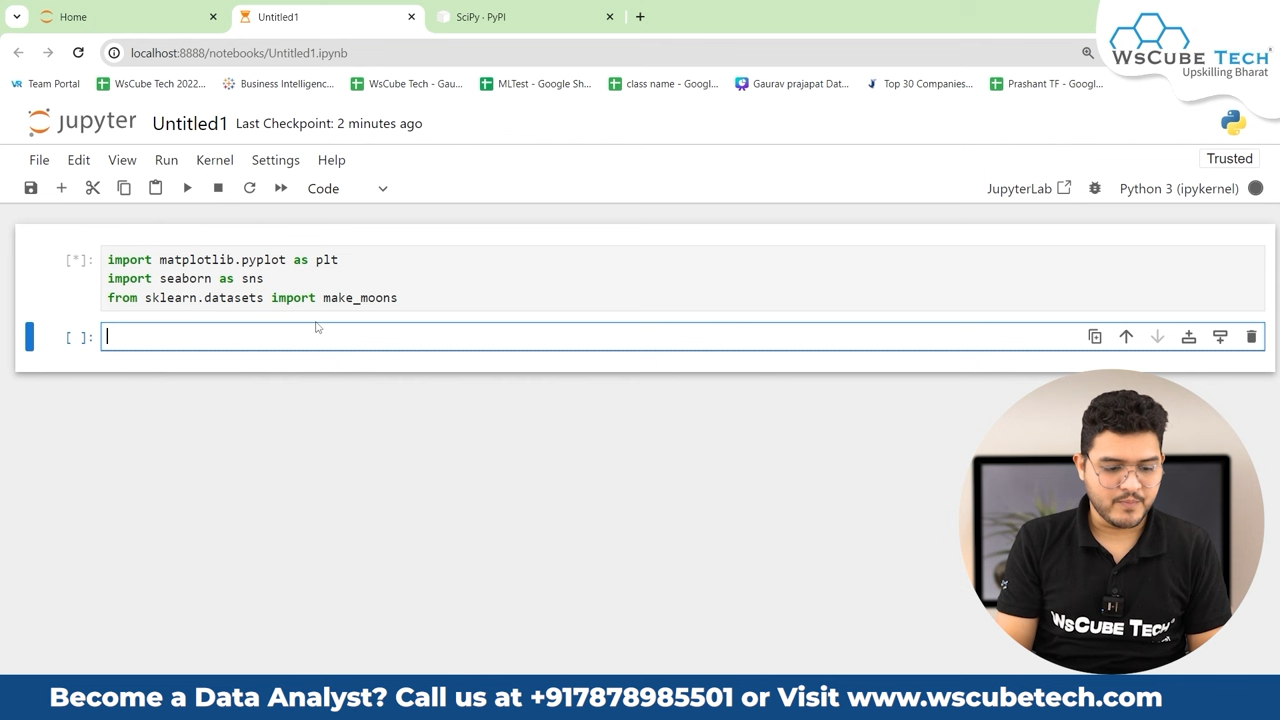 Home
Untitled1
SciPy · PyPI
localhost:8888/notebooks/Untitled1.ipynb
WsCube Tech
Upskilling Bharat
Team Portal
WsCube Tech 2022...
Business Intelligenc...
WsCube Tech - Gau...
MLTest - Google Sh...
class name - Googl...
Gaurav prajapat Dat...
Top 30 Companies...
Prashant TF - Googl...
jupyter Untitled1 Last Checkpoint: 2 minutes ago
File Edit View Run Kernel Settings Help
Trusted
Code
JupyterLab
Python 3 (ipykernel)
[*]:
import matplotlib.pyplot as plt
import seaborn as sns
from sklearn.datasets import make_moons
[ ]:
WsCube Tech
Become a Data Analyst? Call us at +917878985501 or Visit www.wscubetech.com